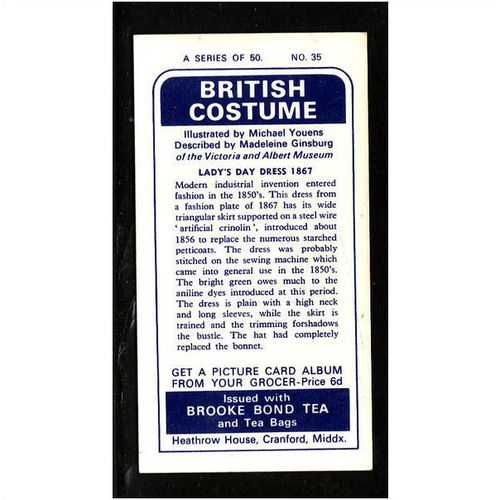 A SERIES OF 50. NO. 35
BRITISH
COSTUME
Illustrated by Michael Youens
Described by Madeleine Ginsburg
of the Victoria and Albert Museum
LADY'S DAY DRESS 1867
Modern industrial invention entered
fashion in the 1850's. This dress from
a fashion plate of 1867 has its wide
triangular skirt supported on a steel wire
'artificial crinolin', introduced about
1856 to replace the numerous starched
petticoats. The dress was probably
stitched on the sewing machine which
came into general use in the 1850's.
The bright green owes much to the
aniline dyes introduced at this period.
The dress is plain with a high neck
and long sleeves, while the skirt is
trained and the trimming forshadows
the bustle. The hat had completely
replaced the bonnet.
GET A PICTURE CARD ALBUM
FROM YOUR GROCER-Price 6d
Issued with
BROOKE BOND TEA
and Tea Bags
Heathrow House, Cranford, Middx.